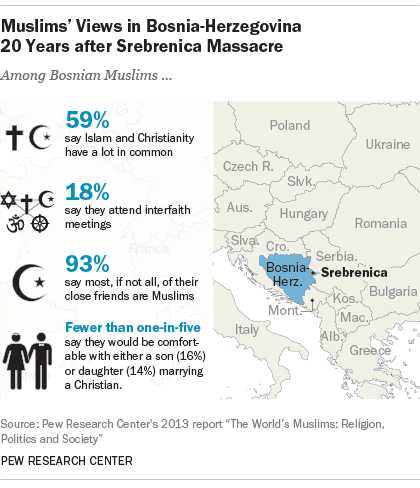 Muslims' Views in Bosnia-Herzegovina
20 Years after Srebrenica Massacre
Among Bosnian Muslims ...
59%
say Islam and Christianity
have a lot in common
18%
say they attend interfaith
meetings
93%
say most, if not all, of their
close friends are Muslims
Fewer than one-in-five
say they would be comfort-
able with either a son (16%)
or daughter (14%) marrying
a Christian.
Poland
Ukraine
Czech R.
Slvk.
Aus.
Hungary
Romania
Slva.
Cro.
Serbia.
Bosnia-
Herz.
Srebrenica
Bulgaria
Kos.
Mont.
Mac.
Italy
Alb.
Greece
France
Source: Pew Research Center's 2013 report “The World's Muslims: Religion,
Politics and Society”
PEW RESEARCH CENTER